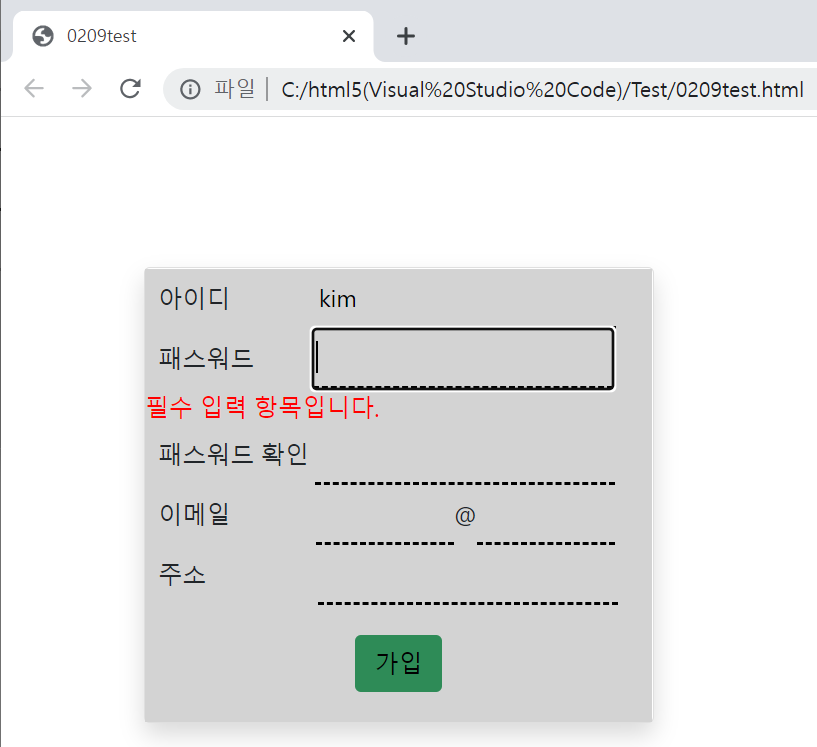 0209test
파일 | C:/html5(Visual%20Studio%20Code)/Test/0209test.html
아이디 kim
패스워드
필수 입력 항목입니다.
패스워드 확인
이메일 @
주소
가입